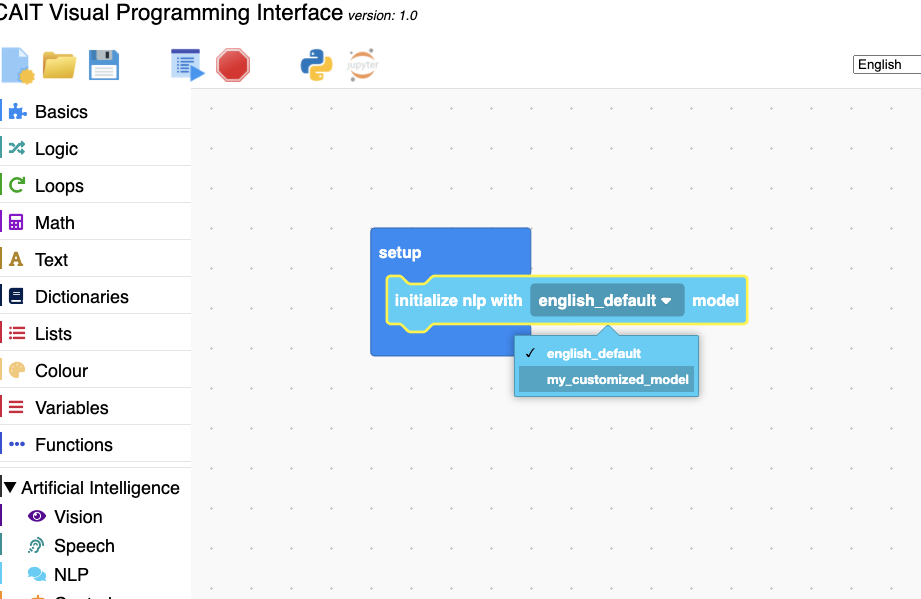 CAIT Visual Programming Interface version: 1.0
jupyter
English
Basics
Logic
Loops
Math
Text
Dictionaries
Lists
Colour
Variables
Functions
Artificial Intelligence
Vision
Speech
NLP
setup
initialize nlp with english_default model
english_default
my_customized_model